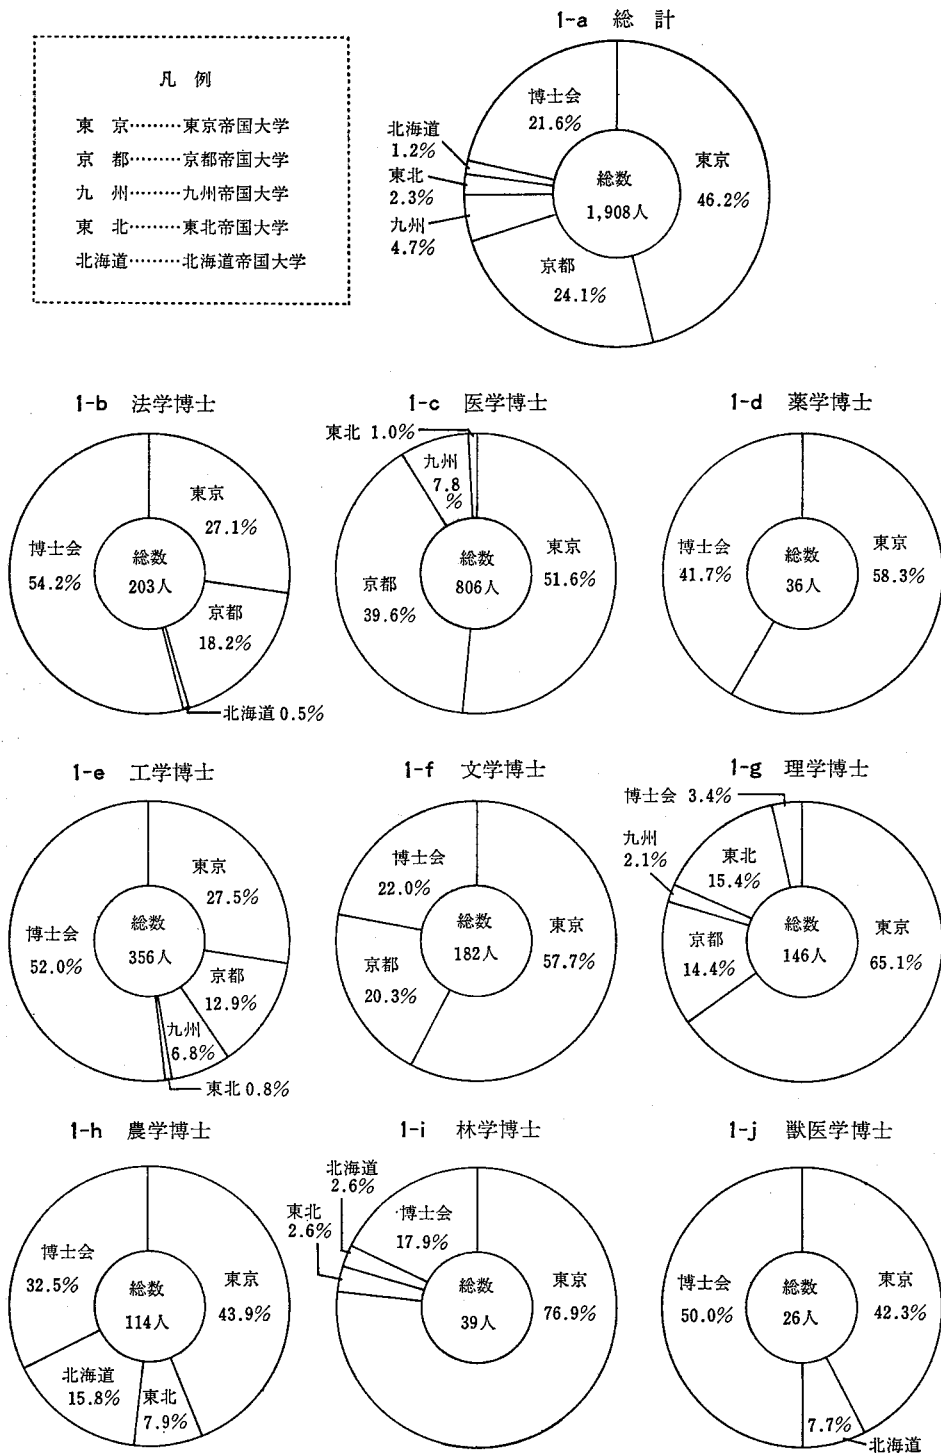 1-a 総計
凡例
東京………東京帝国大学
京都………京都帝国大学
九州………九州帝国大学
東北………東北帝国大学
北海道………北海道帝国大学
博士会
21.6%
北海道
1.2%
東北
2.3%
九州
4.7%
京都
24.1%
東京
46.2%
総数
1,908人
1-b 法学博士
東京
27.1%
京都
18.2%
北海道 0.5%
博士会
54.2%
総数
203人
1-c 医学博士
東北 1.0%
九州
7.8
%
京都
39.6%
東京
51.6%
総数
806人
1-d 薬学博士
博士会
41.7%
東京
58.3%
総数
36人
1-e 工学博士
東京
27.5%
京都
12.9%
九州
6.8%
東北 0.8%
博士会
52.0%
総数
356人
1-f 文学博士
博士会
22.0%
京都
20.3%
東京
57.7%
総数
182人
1-g 理学博士
博士会 3.4%
九州
2.1%
東北
15.4%
京都
14.4%
東京
65.1%
総数
146人
1-h 農学博士
博士会
32.5%
北海道
15.8%
東北
7.9%
東京
43.9%
総数
114人
1-i 林学博士
北海道
2.6%
東北
2.6%
博士会
17.9%
東京
76.9%
総数
39人
1-j 獣医学博士
博士会
50.0%
東京
42.3%
7.7%
北海道
総数
26人